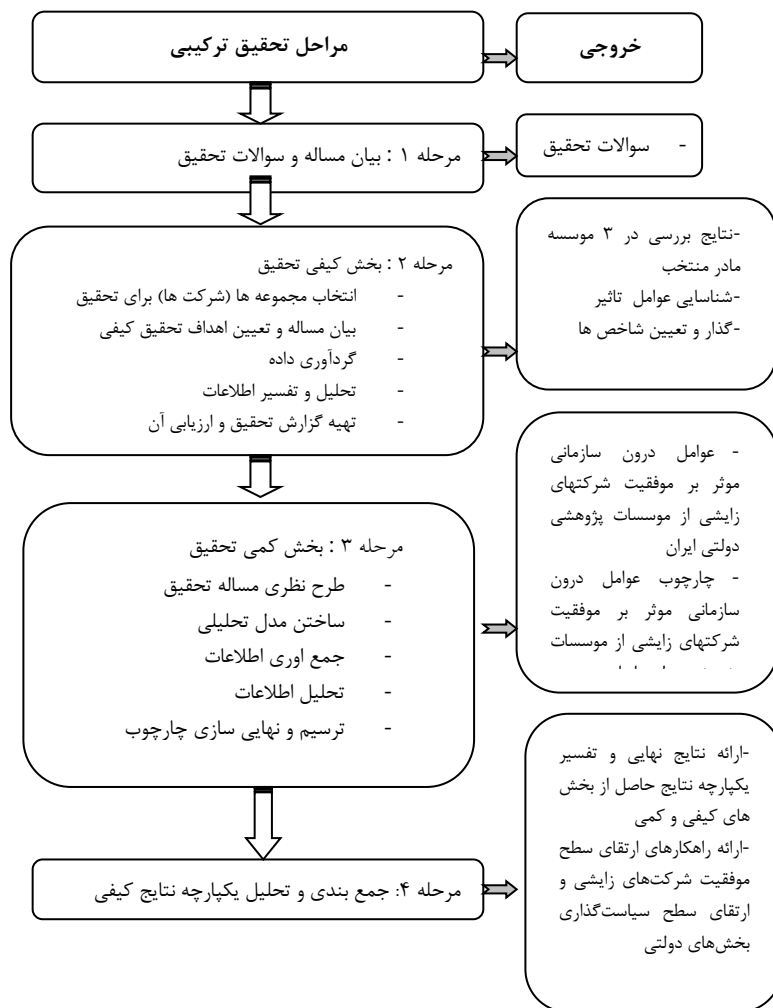 مراحل تحقیق ترکیبی
خروجی
مرحله ۱ : بیان مساله و سوالات تحقیق
- سوالات تحقیق
مرحله ۲ : بخش کیفی تحقیق
- انتخاب مجموعه ها (شرکت ها) برای تحقیق
- بیان مساله و تعیین اهداف تحقیق کیفی
- گردآوری داده
- تحلیل و تفسیر اطلاعات
- تهیه گزارش تحقیق و ارزیابی آن
-نتایج بررسی در ۳ موسسه
مادر منتخب
-شناسایی عوامل تاثیر
-گذار و تعیین شاخص ها
مرحله ۳ : بخش کمی تحقیق
- طرح نظری مساله تحقیق
- ساختن مدل تحلیلی
- جمع اوری اطلاعات
- تحلیل اطلاعات
- ترسیم و نهایی سازی چارچوب
- عوامل درون سازمانی
موثر بر موفقیت شرکتهای
زایشی از موسسات پژوهشی
دولتی ایران
- چارچوب عوامل درون
سازمانی موثر بر موفقیت
شرکتهای زایشی از موسسات
مرحله ۴: جمع بندی و تحلیل یکپارچه نتایج کیفی
-ارائه نتایج نهایی و تفسیر
یکپارچه نتایج حاصل از بخش
های کیفی و کمی
-ارائه راهکارهای ارتقای سطح
موفقیت شرکت‌های زایشی و
ارتقای سطح سیاست‌گذاری
بخش‌های دولتی